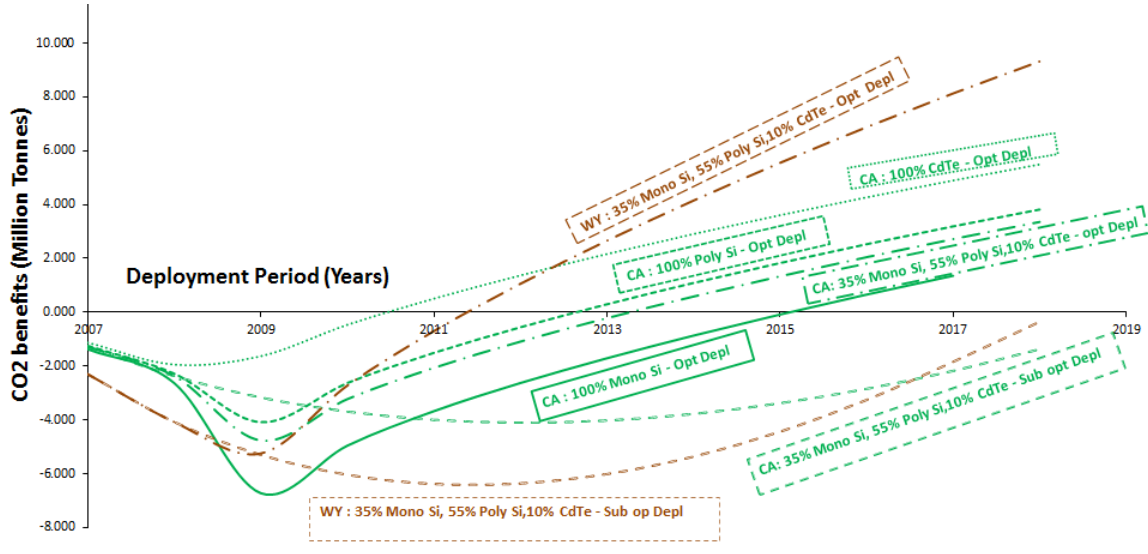 CO2 benefits (Million Tonnes)
10.000
8.000
6.000
4.000
2.000
0.000
-2.000
-4.000
-6.000
-8.000
Deployment Period (Years)
2007
2009
2011
2013
2015
2017
2019
WY : 35% Mono Si, 55% Poly Si,10% CdTe - Opt Depl
CA : 100% CdTe - Opt Depl
CA : 100% Poly Si - Opt Depl
CA: 35% Mono Si, 55% Poly Si,10% CdTe - opt Depl
CA : 100% Mono Si - Opt Depl
CA: 35% Mono Si, 55% Poly Si,10% CdTe - Sub opt Depl
WY : 35% Mono Si, 55% Poly Si,10% CdTe - Sub op Depl